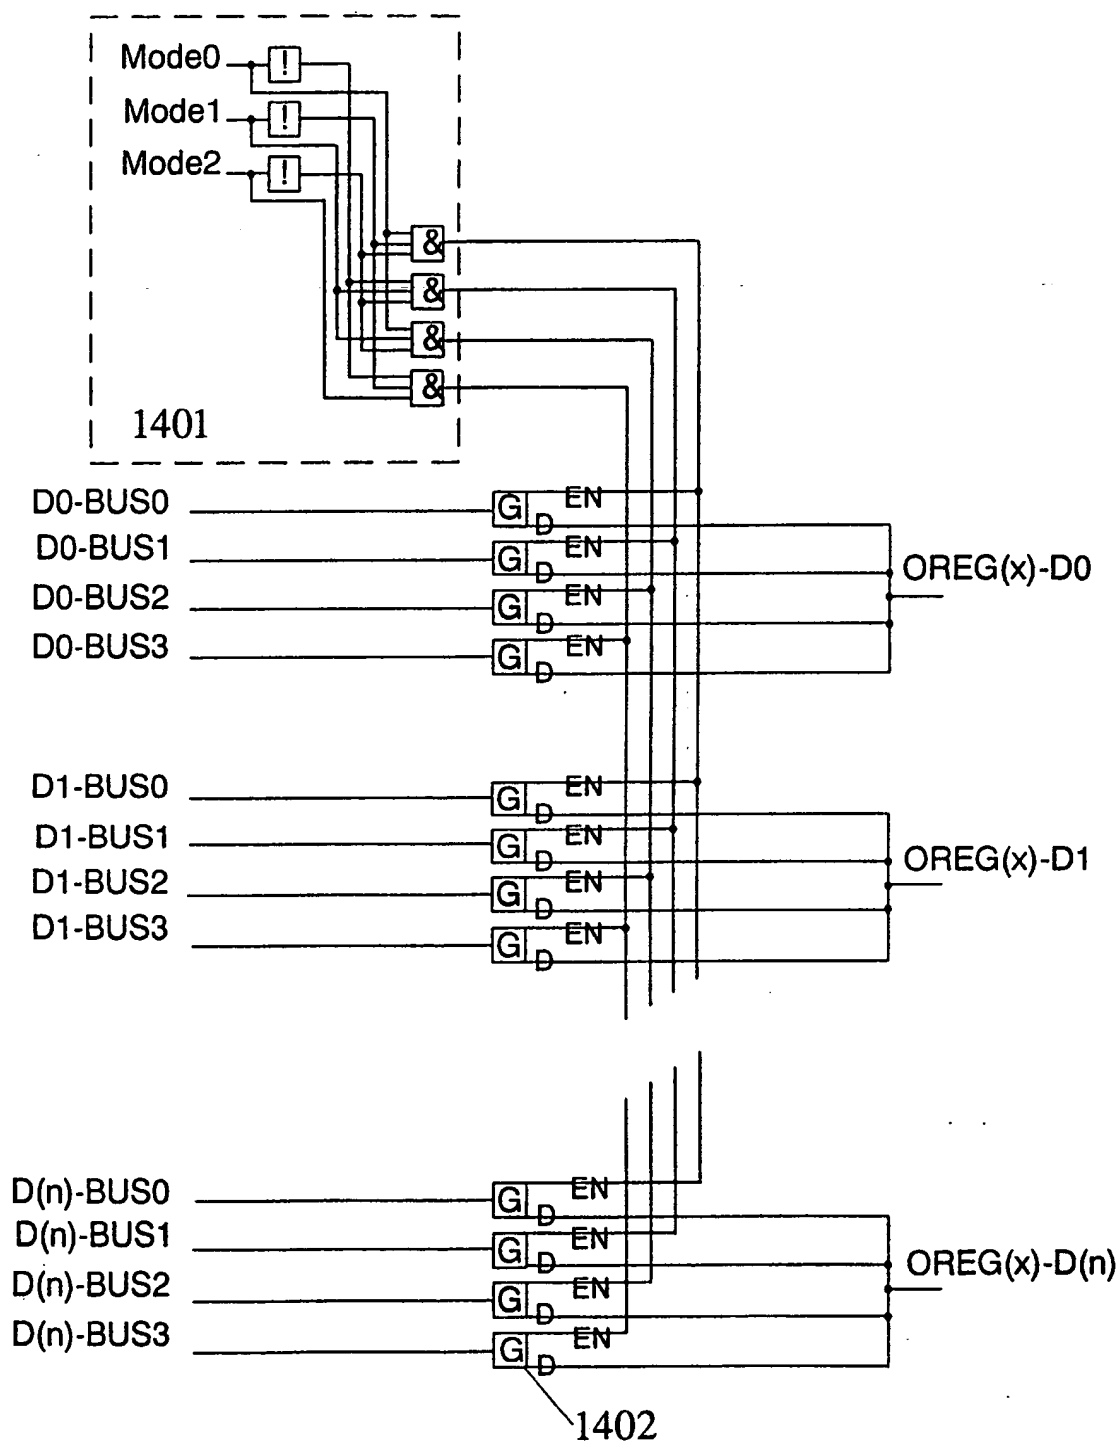 Mode0 !
Mode1 !
Mode2 !
&
&
&
&
1401
D0-BUS0 G EN D
D0-BUS1 G EN D
D0-BUS2 G EN D
D0-BUS3 G EN D
OREG(x)-D0
D1-BUS0 G EN D
D1-BUS1 G EN D
D1-BUS2 G EN D
D1-BUS3 G EN D
OREG(x)-D1
D(n)-BUS0 G EN D
D(n)-BUS1 G EN D
D(n)-BUS2 G EN D
D(n)-BUS3 G EN D
OREG(x)-D(n)
1402